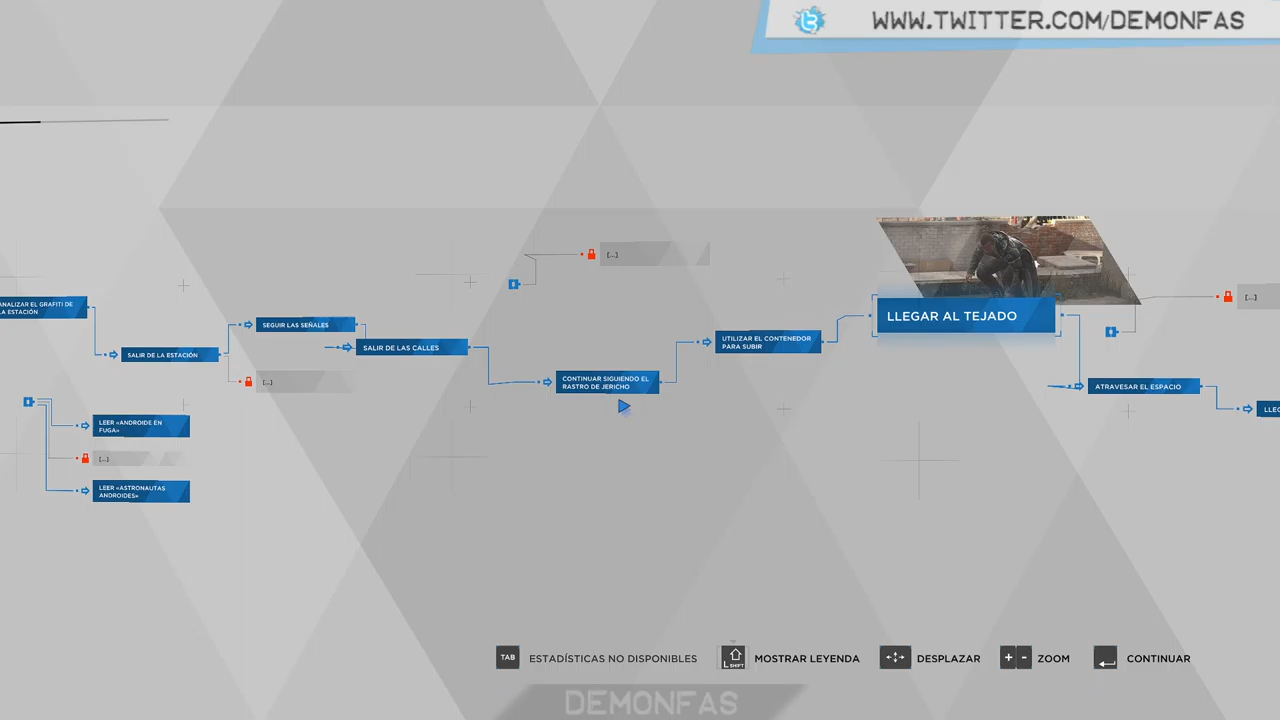 WWW.TWITTER.COM/DEMONFAS
ANALIZAR EL GRAFITI DE
LA ESTACIÓN
SALIR DE LA ESTACIÓN
SEGUIR LAS SEÑALES
SALIR DE LAS CALLES
[...]
LEER «ANDROIDE EN
FUGA»
[...]
LEER «ASTRONAUTAS
ANDROIDES»
[...]
CONTINUAR SIGUIENDO EL
RASTRO DE JERICHO
UTILIZAR EL CONTENEDOR
PARA SUBIR
LLEGAR AL TEJADO
[...]
ATRAVESAR EL ESPACIO
TAB ESTADÍSTICAS NO DISPONIBLES L SHIFT MOSTRAR LEYENDA DESPLAZAR + - ZOOM CONTINUAR
DEMONFAS